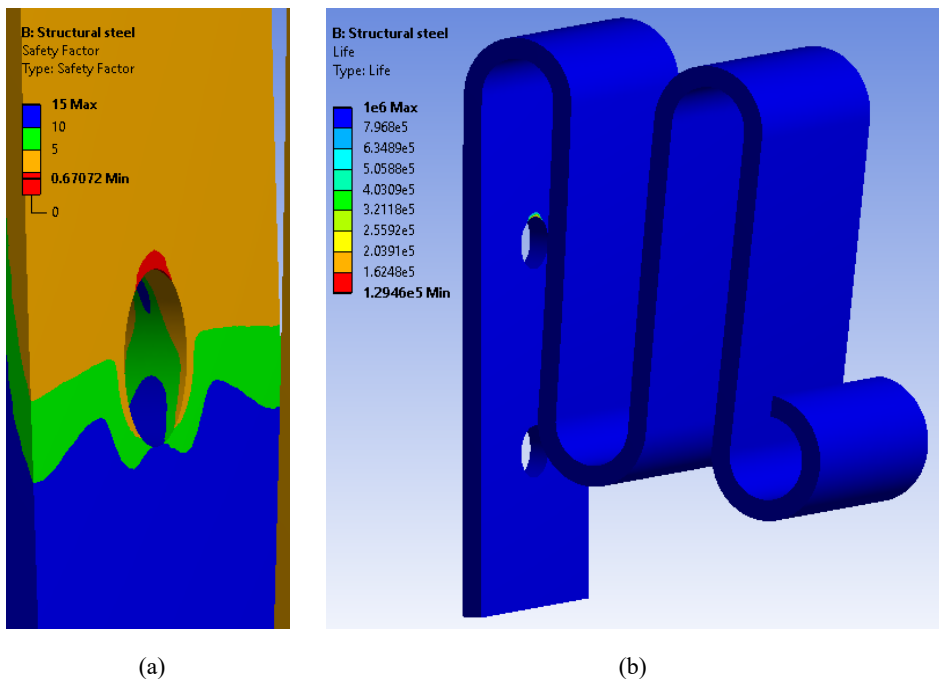 B: Structural steel
Safety Factor
Type: Safety Factor
15 Max
10
5
0.67072 Min
0
(a)
B: Structural steel
Life
Type: Life
1e6 Max
7.968e5
6.3489e5
5.0588e5
4.0309e5
3.2118e5
2.5592e5
2.0391e5
1.6248e5
1.2946e5 Min
(b)